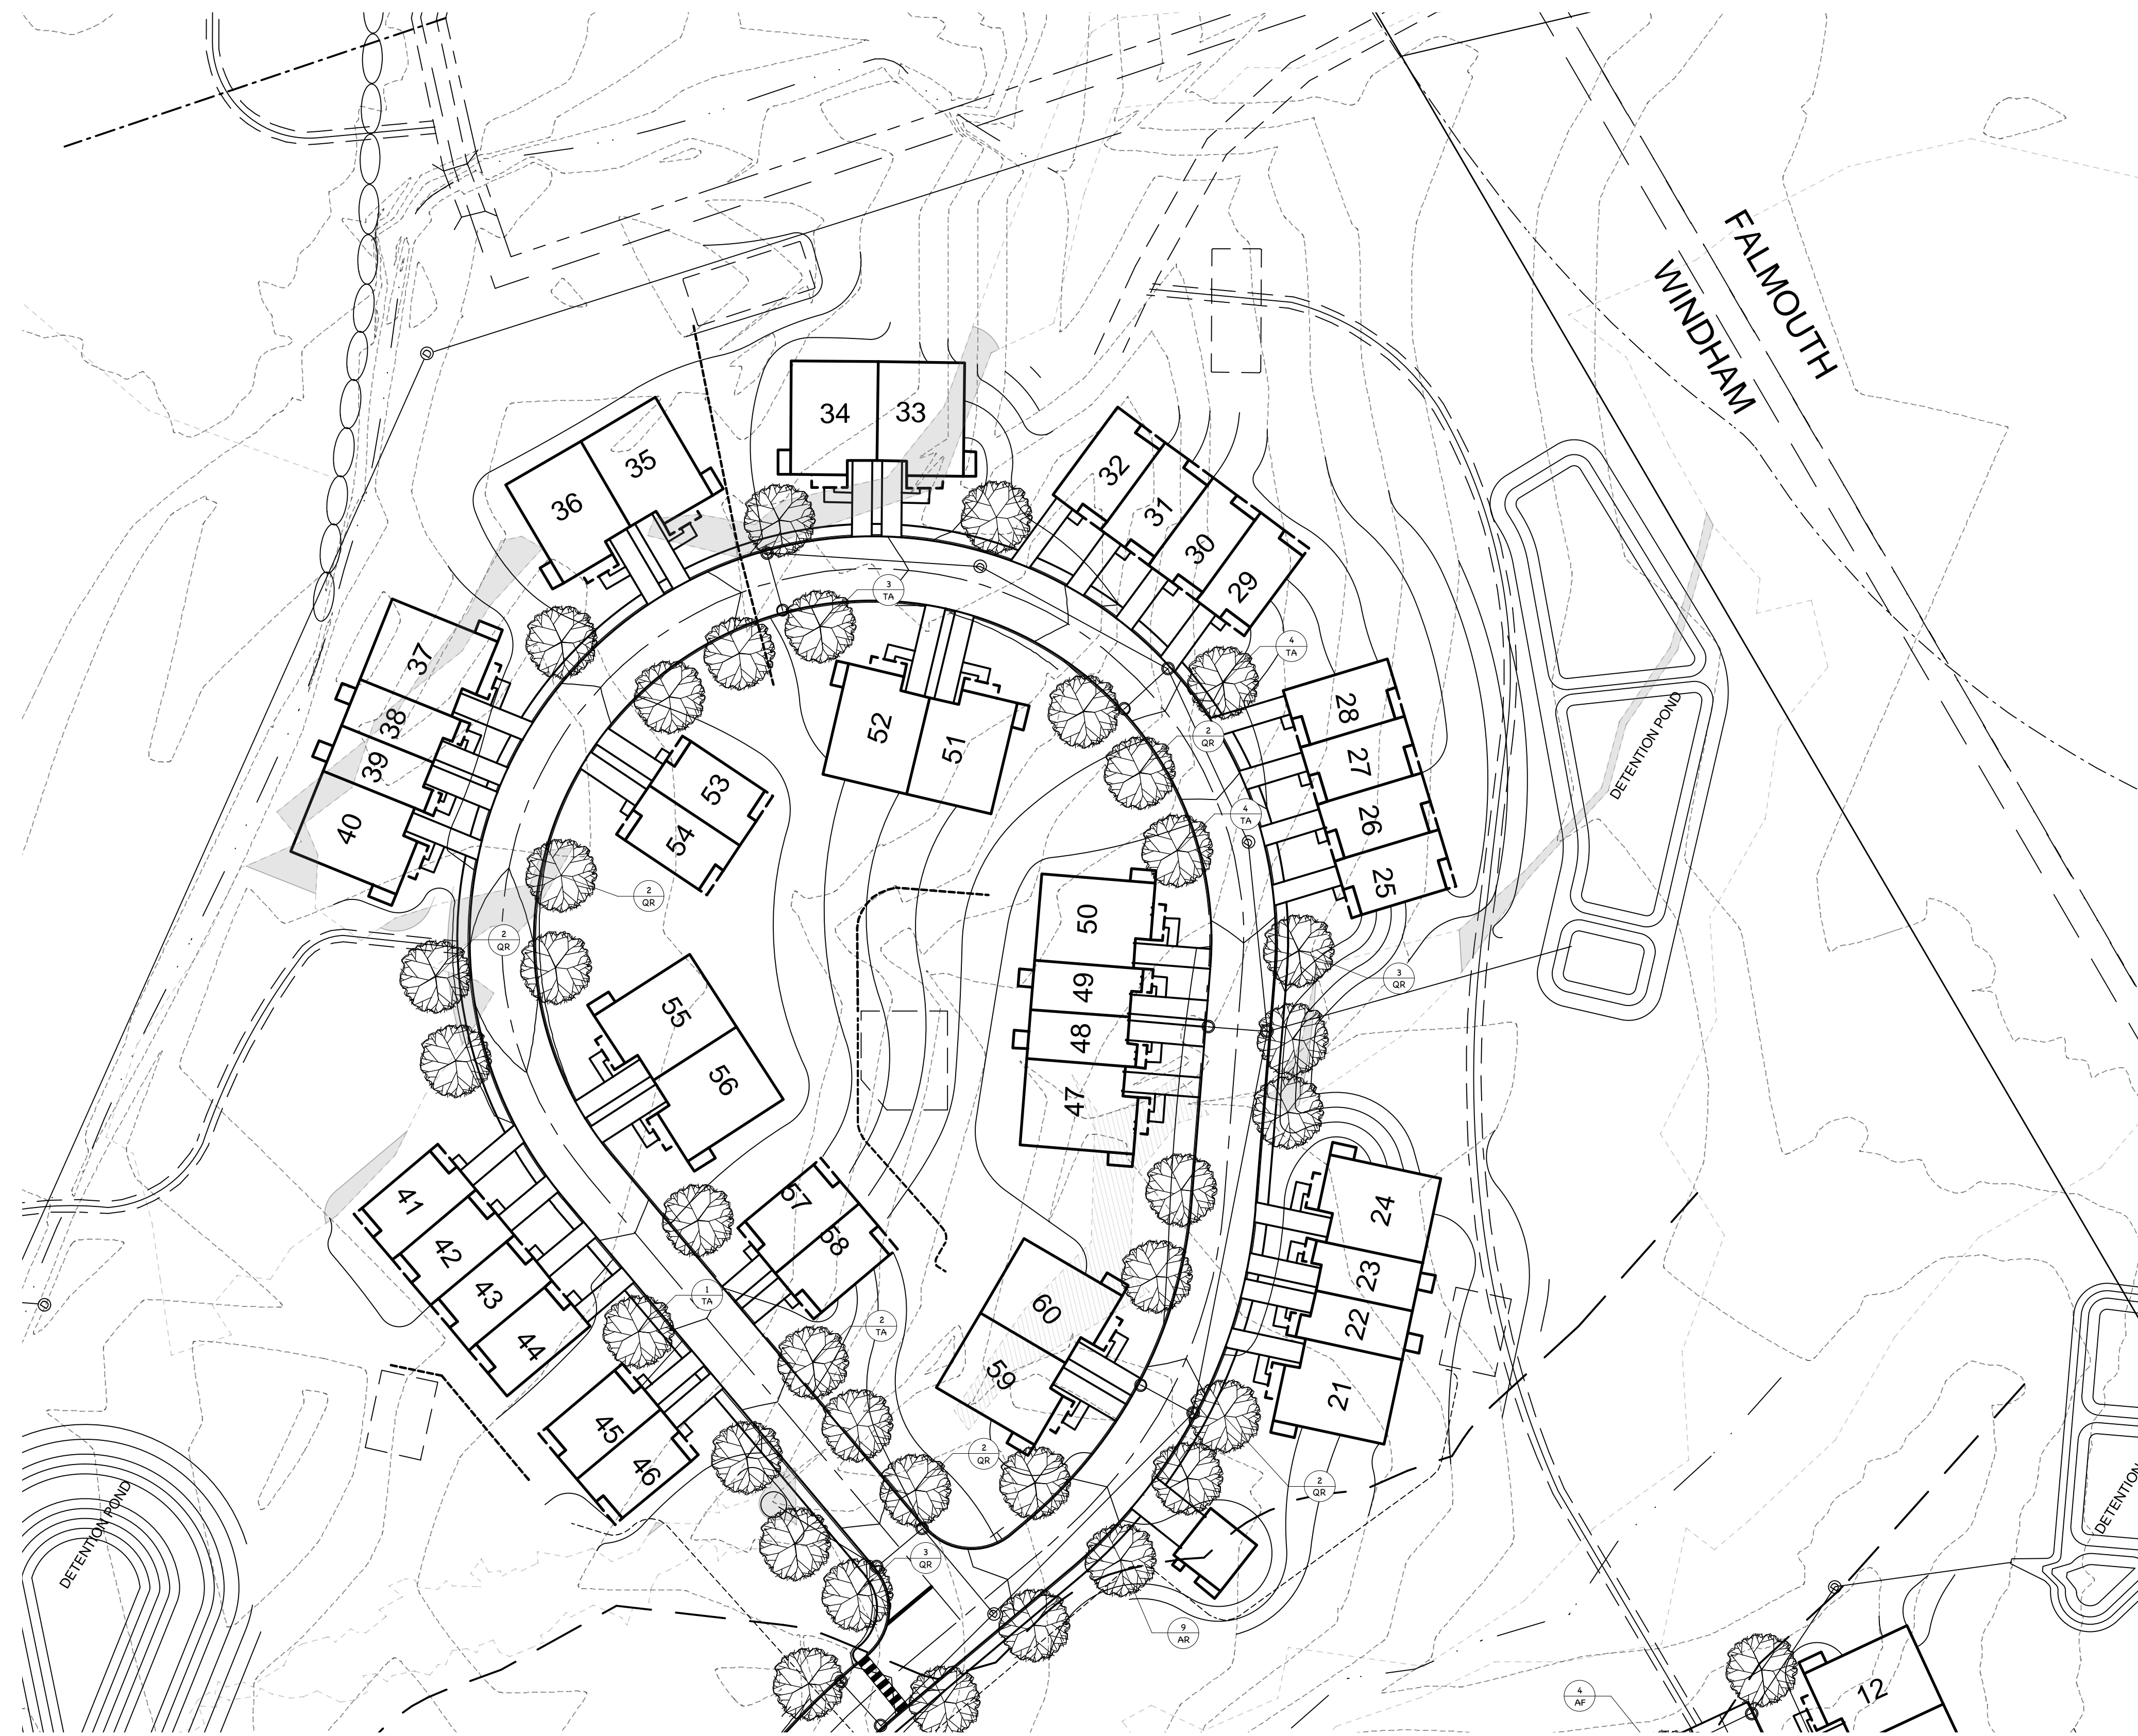 FALMOUTH
WINDHAM
34
33
35
36
32
31
30
29
3
TA
4
TA
37
38
39
40
28
27
26
25
52
51
2
QR
DETENTION POND
53
54
4
TA
2
QR
50
49
48
47
2
QR
3
QR
55
56
41
42
43
44
57
58
24
23
22
21
1
TA
60
59
2
TA
45
46
2
QR
2
QR
DETENTION POND
DETENTION
3
QR
9
AR
4
AF
12